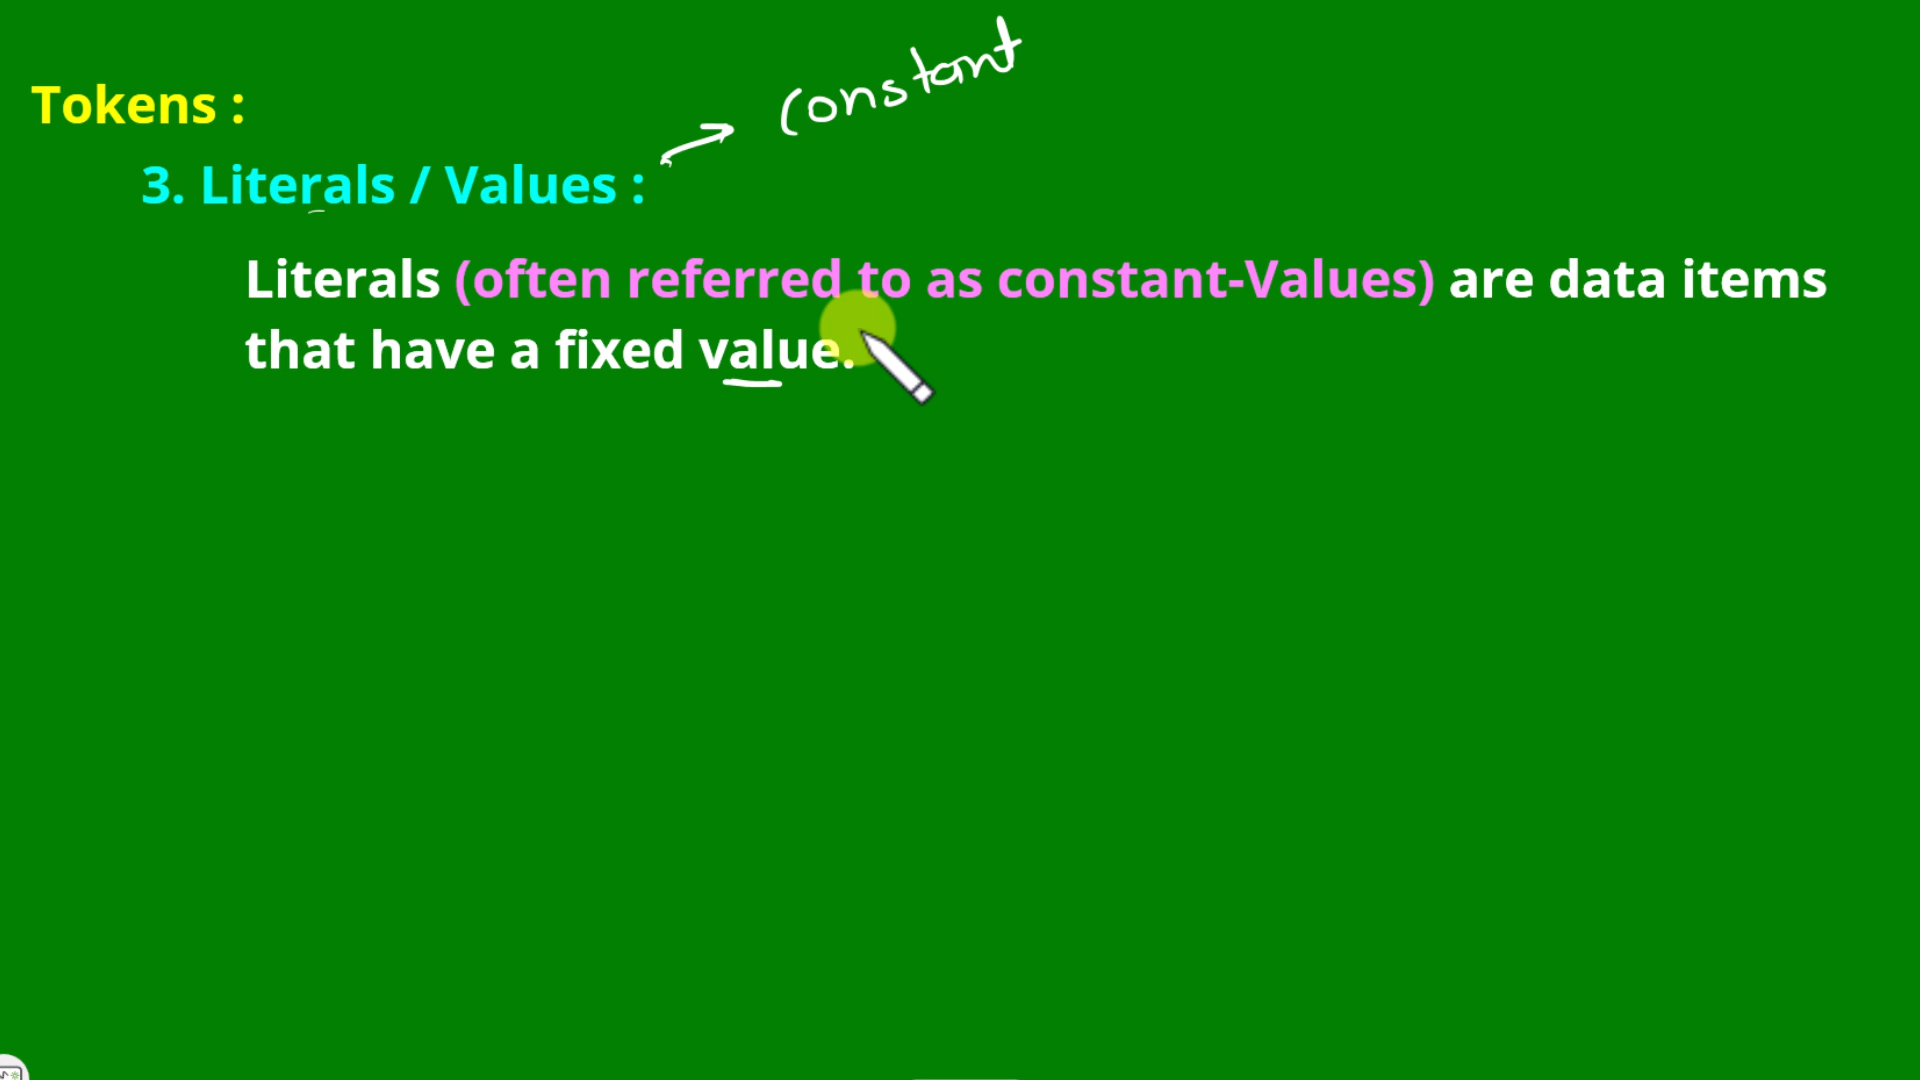 constant
Tokens :
3. Literals / Values :
Literals (often referred to as constant-Values) are data items
that have a fixed value.